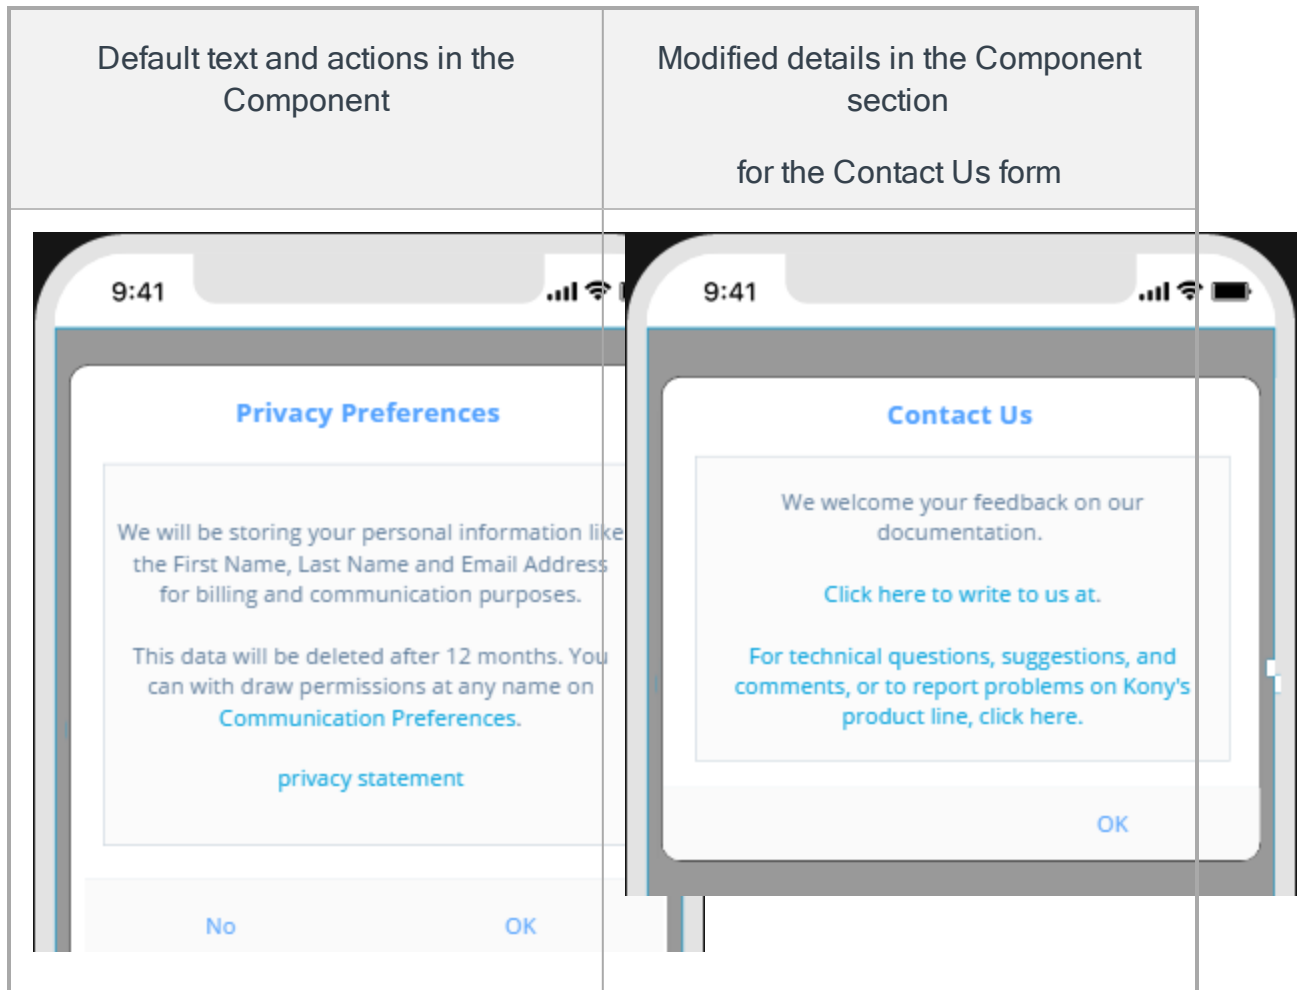 Default text and actions in the
Component
Modified details in the Component
section
for the Contact Us form
9:41
Privacy Preferences
We will be storing your personal information like
the First Name, Last Name and Email Address
for billing and communication purposes.
This data will be deleted after 12 months. You
can with draw permissions at any name on
Communication Preferences.
privacy statement
No
OK
9:41
Contact Us
We welcome your feedback on our
documentation.
Click here to write to us at.
For technical questions, suggestions, and
comments, or to report problems on Kony's
product line, click here.
OK